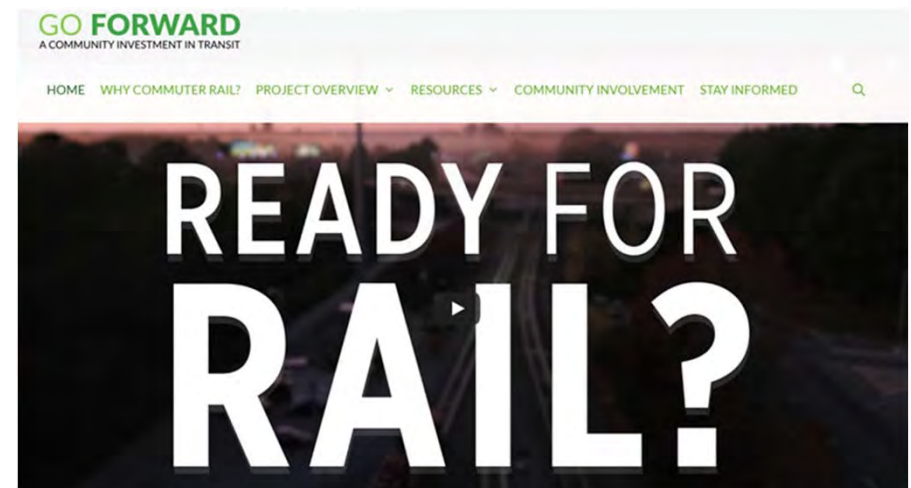 GO FORWARD
A COMMUNITY INVESTMENT IN TRANSIT
HOME WHY COMMUTER RAIL? PROJECT OVERVIEW RESOURCES COMMUNITY INVOLVEMENT STAY INFORMED
READY FOR
RAIL?